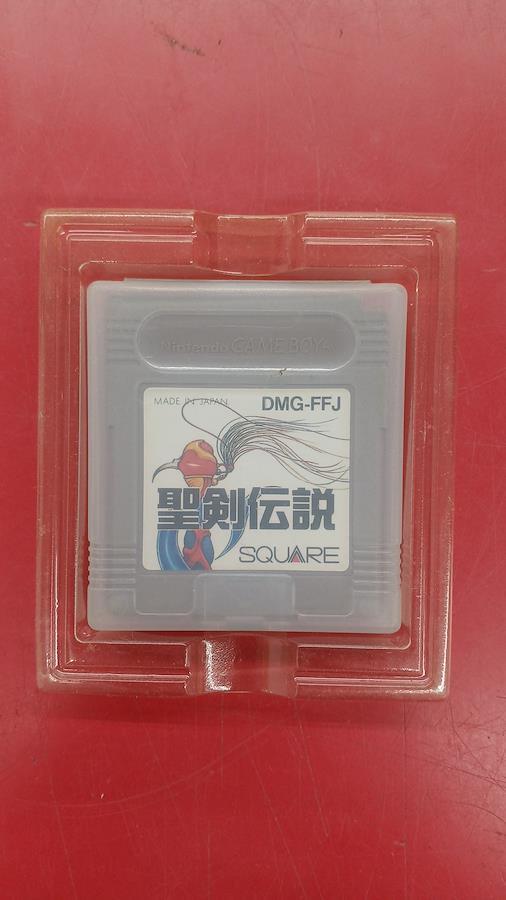 Nintendo GAME BOY
MADE IN JAPAN DMG-FFJ
聖剣伝説
SQUARE